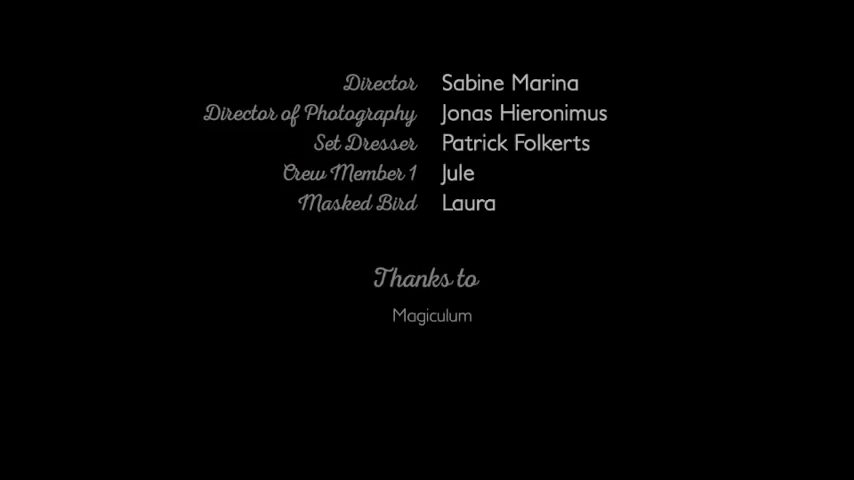 Director Sabine Marina
Director of Photography Jonas Hieronimus
Set Dresser Patrick Folkerts
Crew Member 1 Jule
Masked Bird Laura
Thanks to
Magiculum